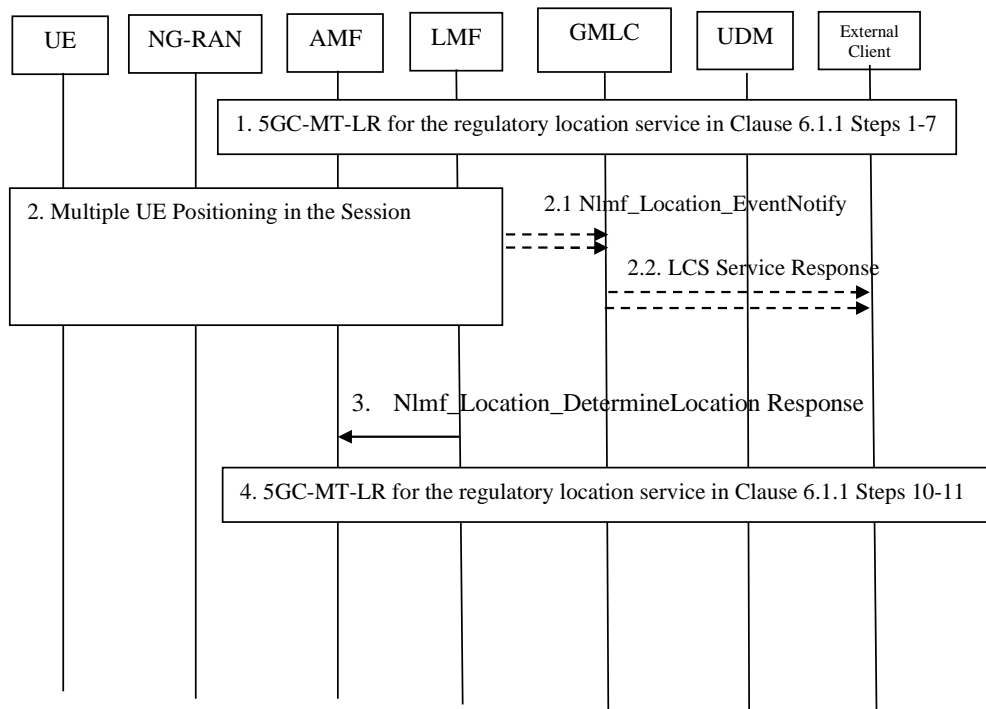 UE
NG-RAN
AMF
LMF
GMLC
UDM
External
Client
1. 5GC-MT-LR for the regulatory location service in Clause 6.1.1 Steps 1-7
2. Multiple UE Positioning in the Session
2.1 Nlmf_Location_EventNotify
2.2. LCS Service Response
3. Nlmf_Location_DetermineLocation Response
4. 5GC-MT-LR for the regulatory location service in Clause 6.1.1 Steps 10-11